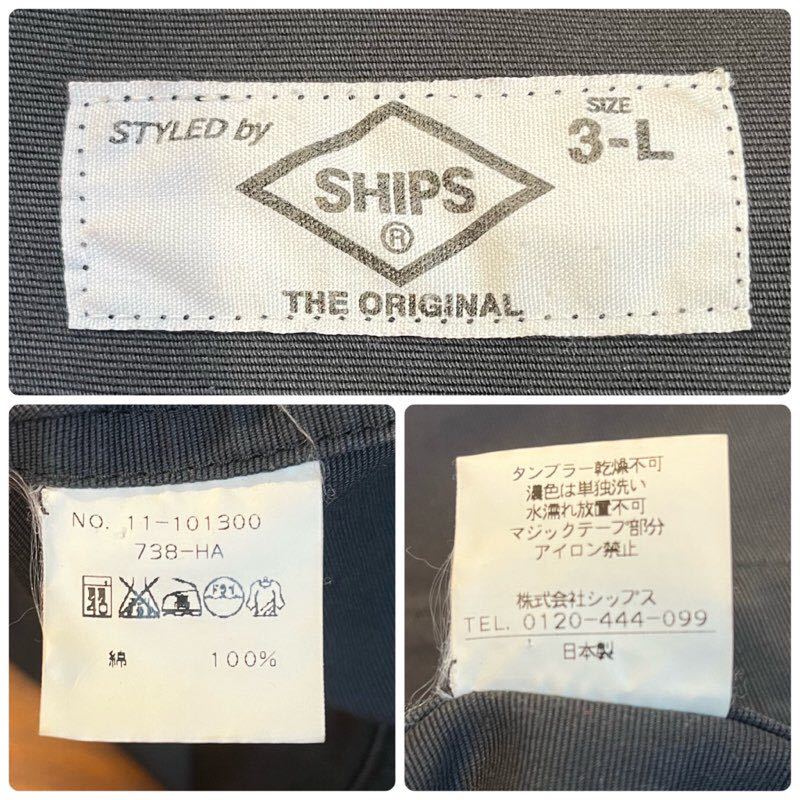 STYLED by
SIZE
3-L
SHIPS
®
THE ORIGINAL
NO. 11-101300
738-HA
綿 100%
タンブラー乾燥不可
濃色は単独洗い
水濡れ放置不可
マジックテープ部分
アイロン禁止
株式会社シップス
TEL. 0120-444-099
日本製